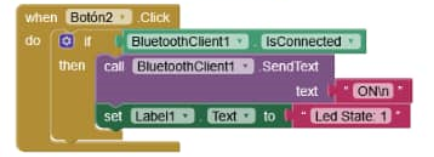 when Botón2 .Click
do if BluetoothClient1 . IsConnected
then call BluetoothClient1 .SendText
text " ON\n "
set Label1 . Text to " Led State: 1 "